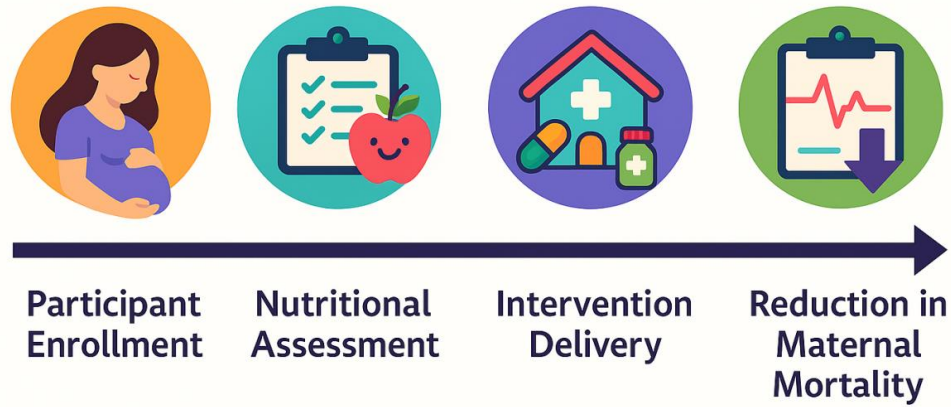 Participant
Enrollment
Nutritional
Assessment
Intervention
Delivery
Reduction in
Maternal
Mortality